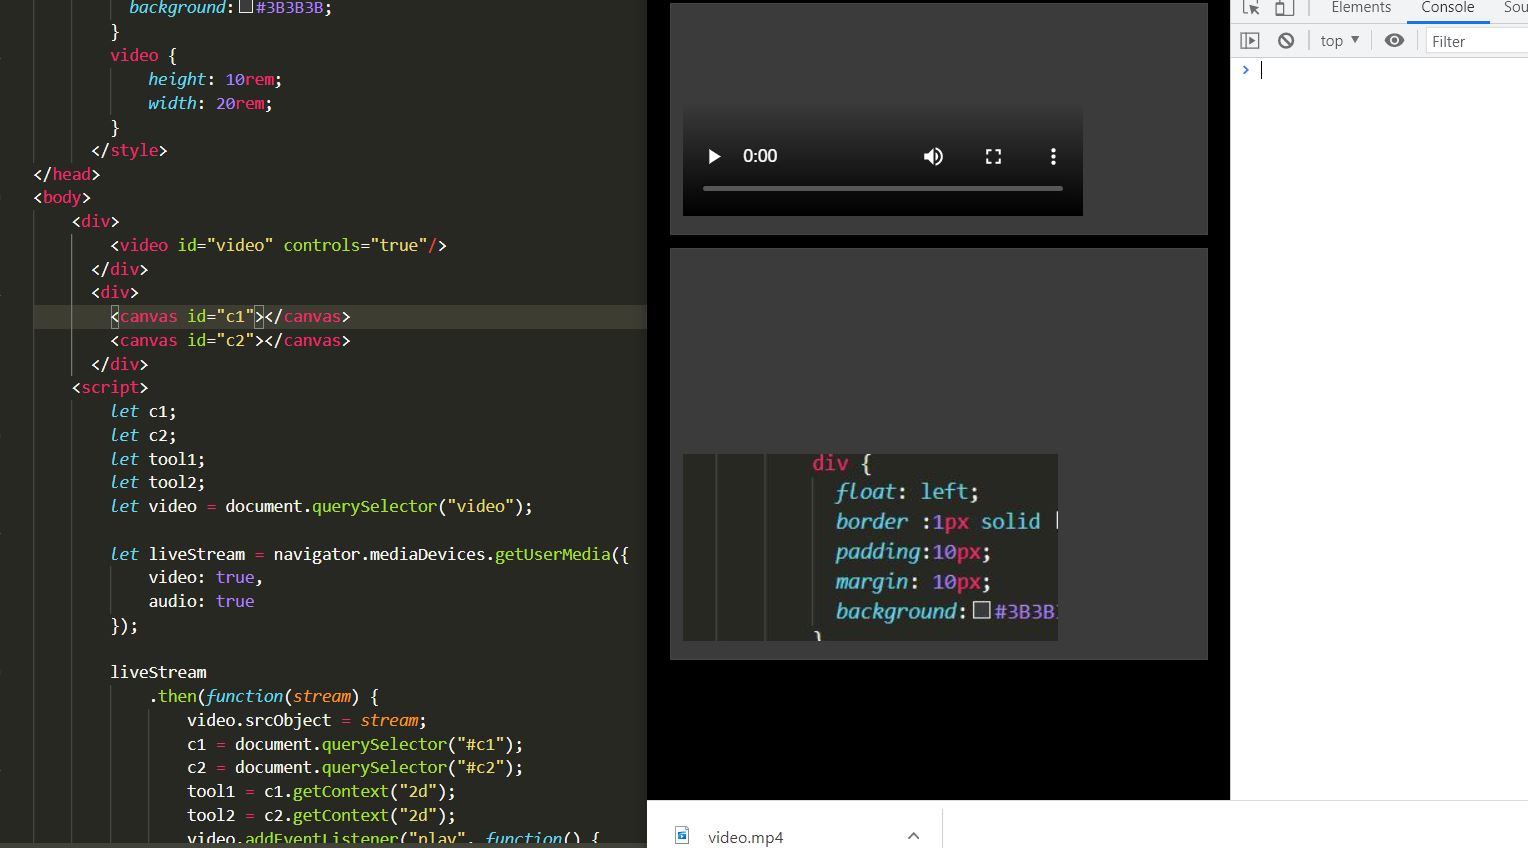 background: #3B3B3B;
}
video {
height: 10rem;
width: 20rem;
}
</style>
</head>
<body>
<div>
<video id="video" controls="true"/>
</div>
<div>
<canvas id="c1"></canvas>
<canvas id="c2"></canvas>
</div>
<script>
let c1;
let c2;
let tool1;
let tool2;
let video = document.querySelector("video");
let liveStream = navigator.mediaDevices.getUserMedia({
video: true,
audio: true
});
liveStream
.then(function(stream) {
video.srcObject = stream;
c1 = document.querySelector("#c1");
c2 = document.querySelector("#c2");
tool1 = c1.getContext("2d");
tool2 = c2.getContext("2d");
video.addEventListener("play", function() {
0:00
div {
float: left;
border :1px solid
padding:10px;
margin: 10px;
background: #3B3B
}
video.mp4
Elements Console Sou
top Filter
>